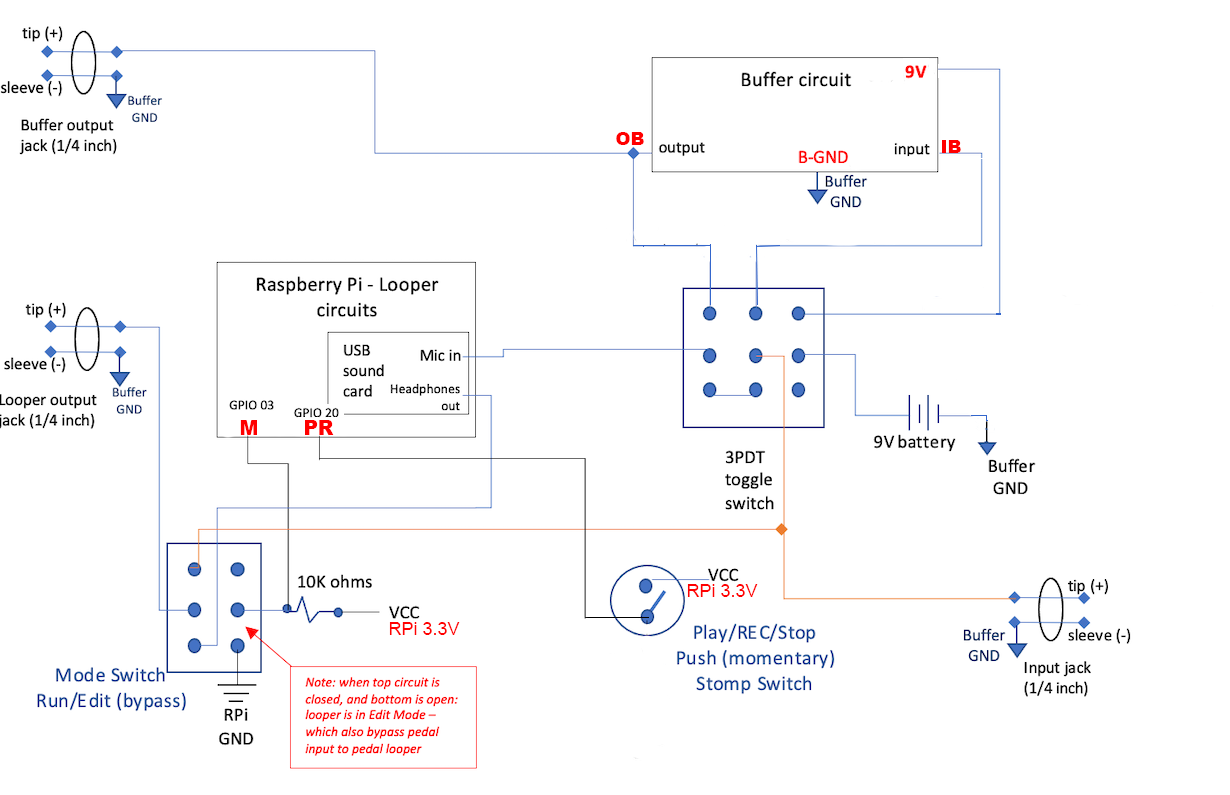 tip (+)
sleeve (-)
Buffer
GND
Buffer output
jack (1/4 inch)
Buffer circuit
9V
OB
output
input
IB
B-GND
Buffer
GND
Raspberry Pi - Looper
circuits
USB
sound
card
Mic in
Headphones
out
GPIO 03
GPIO 20
M
PR
tip (+)
sleeve (-)
Buffer
GND
Looper output
jack (1/4 inch)
3PDT
toggle
switch
9V battery
Buffer
GND
10K ohms
VCC
RPi 3.3V
VCC
RPi 3.3V
Play/REC/Stop
Push (momentary)
Stomp Switch
tip (+)
sleeve (-)
Buffer
GND
Input jack
(1/4 inch)
Mode Switch
Run/Edit (bypass)
RPi
GND
Note: when top circuit is
closed, and bottom is open:
looper is in Edit Mode –
which also bypass pedal
input to pedal looper